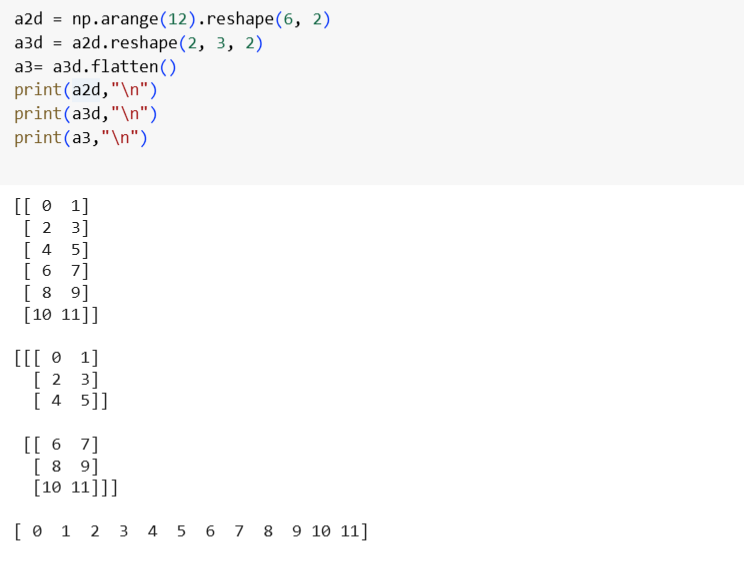 a2d = np.arange(12).reshape(6, 2)
a3d = a2d.reshape(2, 3, 2)
a3= a3d.flatten()
print(a2d,"\n")
print(a3d,"\n")
print(a3,"\n")
[[ 0  1]
 [ 2  3]
 [ 4  5]
 [ 6  7]
 [ 8  9]
 [10 11]]
[[[ 0  1]
  [ 2  3]
  [ 4  5]]
 [[ 6  7]
  [ 8  9]
  [10 11]]]
[ 0  1  2  3  4  5  6  7  8  9 10 11]